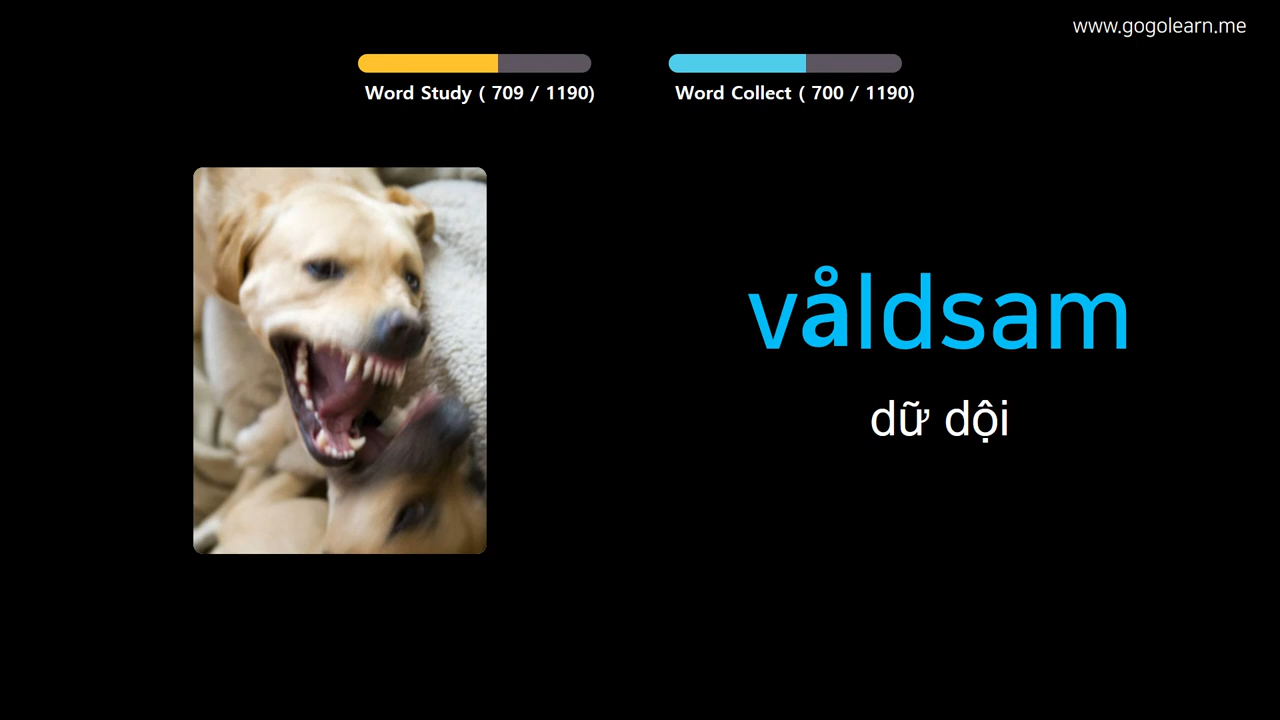 www.gogolearn.me
Word Study ( 709 / 1190)
Word Collect ( 700 / 1190)
våldsam
dữ dội